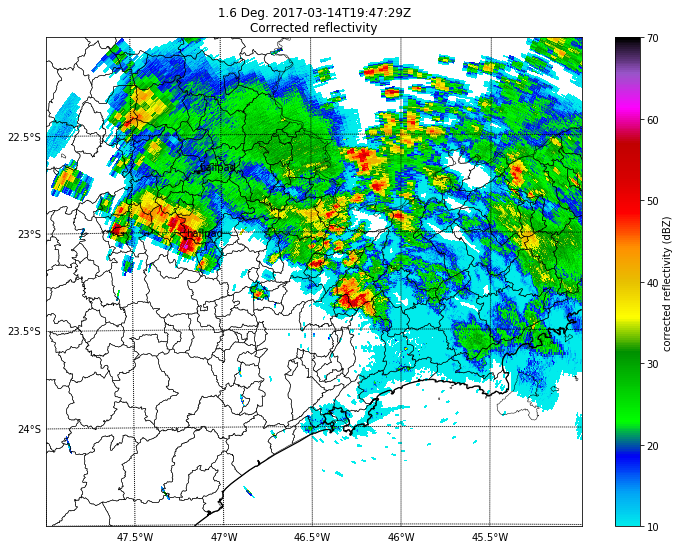 1.6 Deg. 2017-03-14T19:47:29Z
Corrected reflectivity
70
60
50
40
30
20
10
corrected reflectivity (dBZ)
22.5°S
23°S
23.5°S
24°S
47.5°W
47°W
46.5°W
46°W
45.5°W